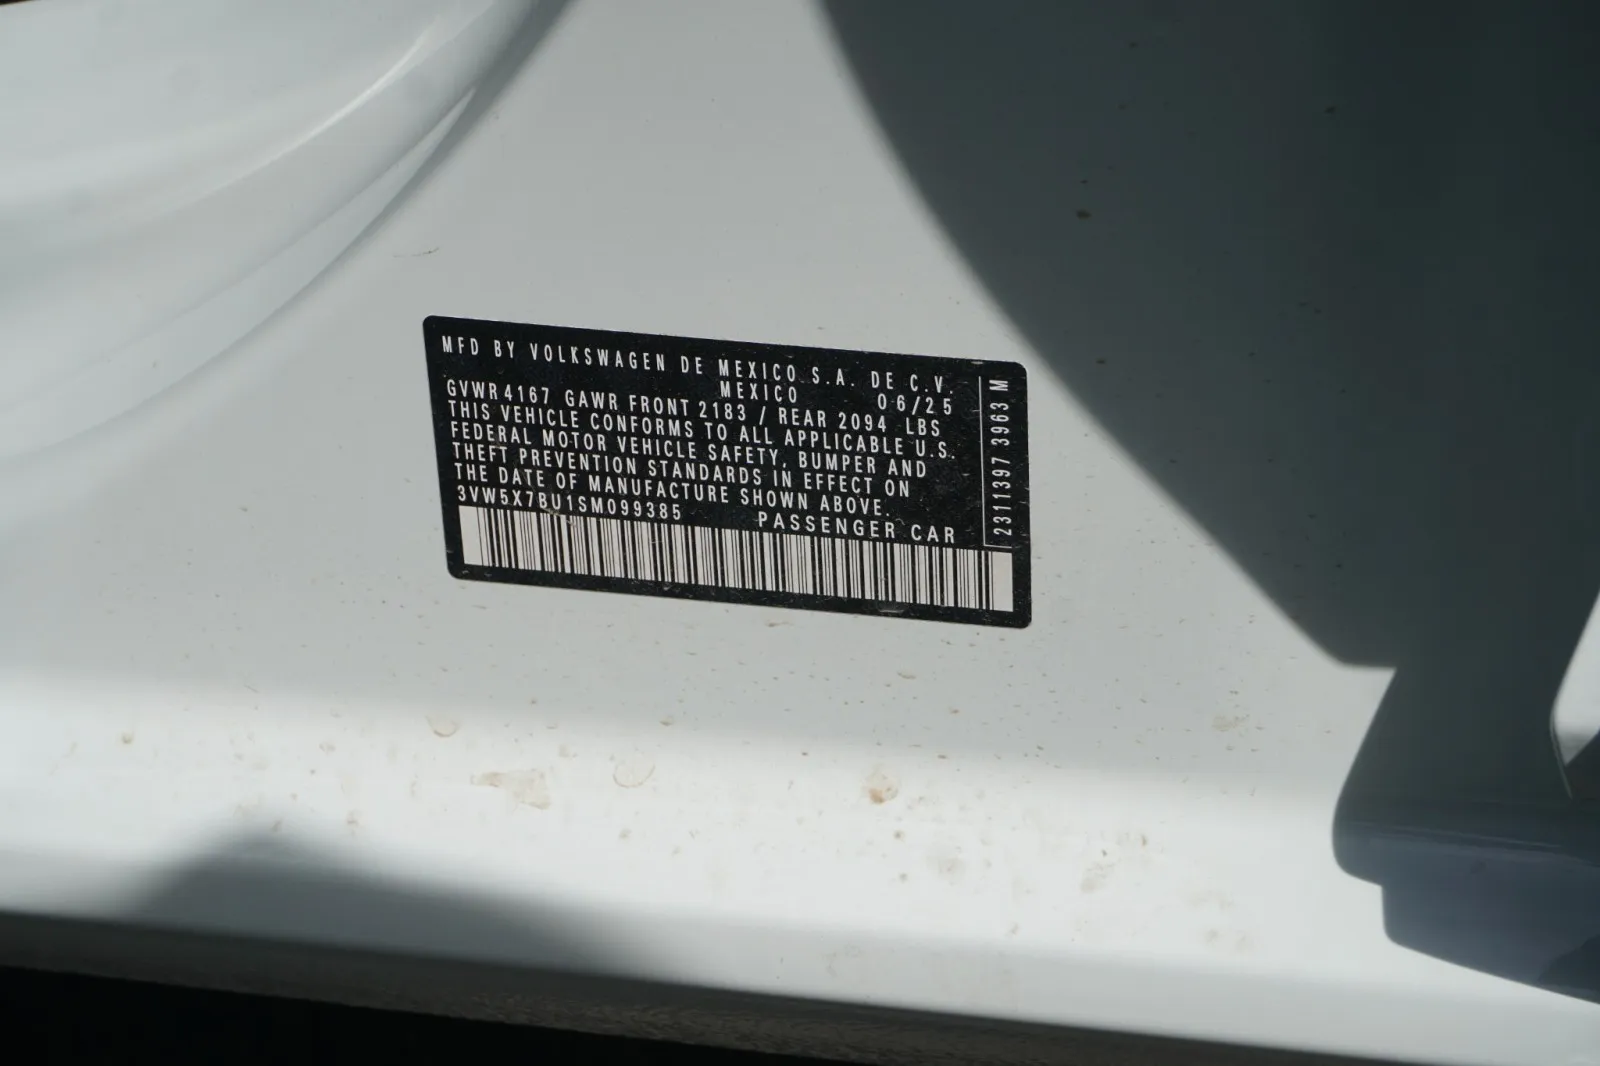 MFD BY VOLKSWAGEN DE MEXICO S.A. DE C.V.
MEXICO 06/25
GVWR 4167 GAWR FRONT 2183 / REAR 2094 LBS
THIS VEHICLE CONFORMS TO ALL APPLICABLE U.S.
FEDERAL MOTOR VEHICLE SAFETY, BUMPER AND
THEFT PREVENTION STANDARDS IN EFFECT ON
THE DATE OF MANUFACTURE SHOWN ABOVE.
3VW5X7BU1SM099385 PASSENGER CAR
2311397 3963 M